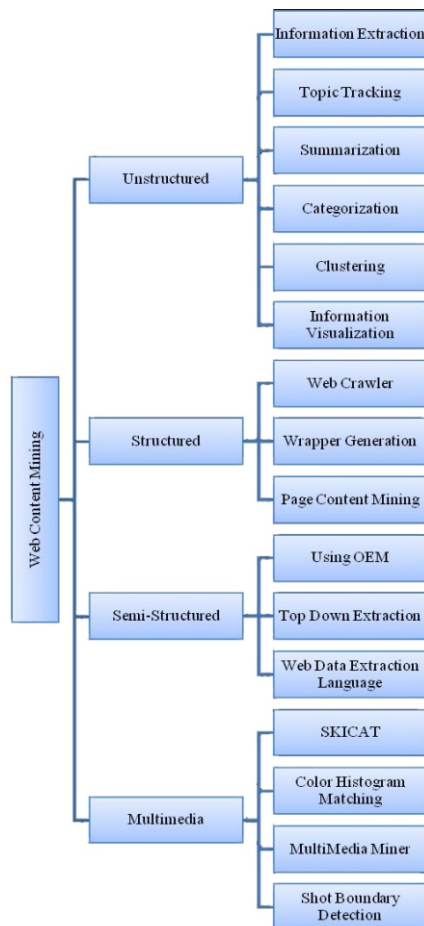 Web Content Mining
Unstructured
Information Extraction
Topic Tracking
Summarization
Categorization
Clustering
Information
Visualization
Structured
Web Crawler
Wrapper Generation
Page Content Mining
Semi-Structured
Using OEM
Top Down Extraction
Web Data Extraction
Language
Multimedia
SKICAT
Color Histogram
Matching
MultiMedia Miner
Shot Boundary
Detection